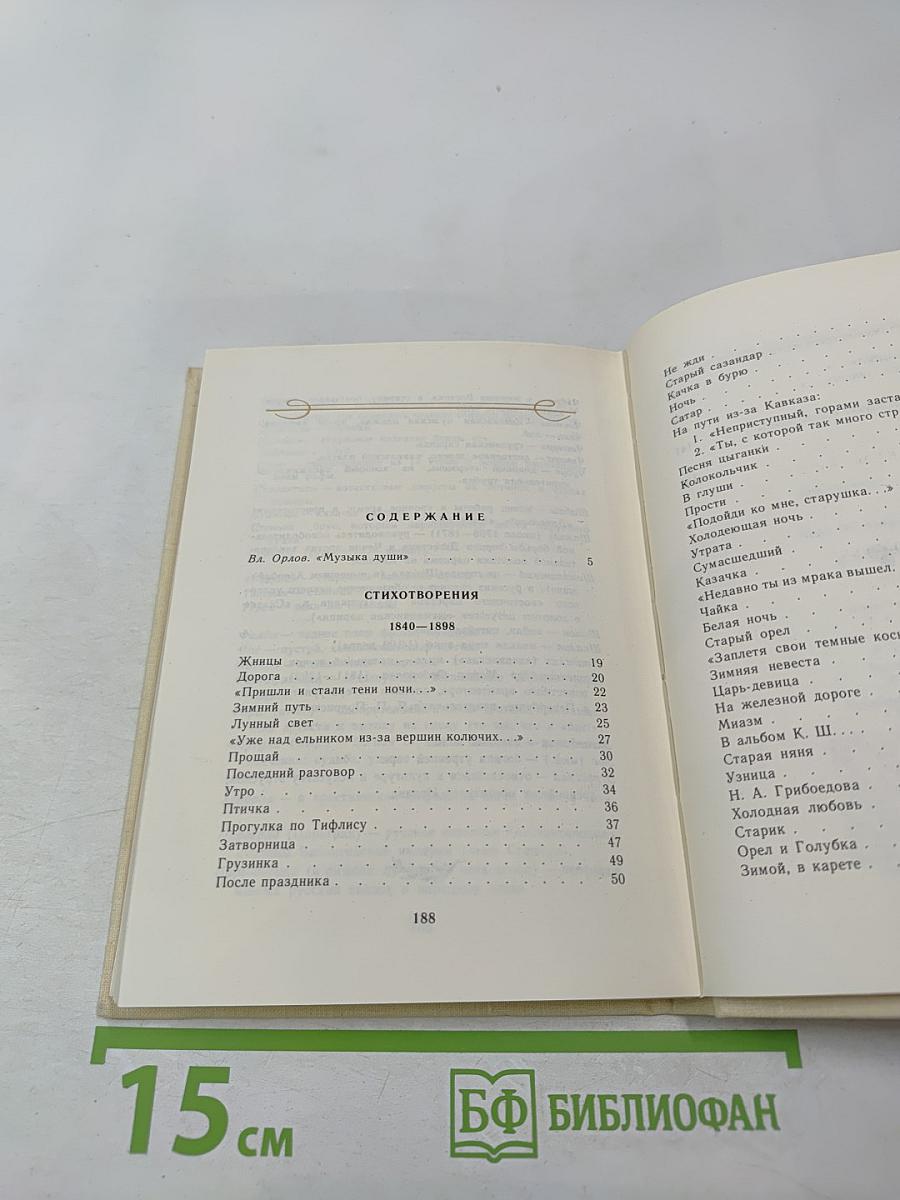 СОДЕРЖАНИЕ
Вл. Орлов. «Музыка души» . . . . . . . . . . 5
СТИХОТВОРЕНИЯ
1840—1898
Жницы . . . . . . . . . . . . . . . . 19
Дорога . . . . . . . . . . . . . . . . 20
«Пришли и стали тени ночи. . .» . . . . . . . . 22
Зимний путь . . . . . . . . . . . . . . 23
Лунный свет . . . . . . . . . . . . . . 25
«Уже над ельником из-за вершин колючих. . .» . . . . 27
Прощай . . . . . . . . . . . . . . . 30
Последний разговор . . . . . . . . . . . . 32
Утро . . . . . . . . . . . . . . . . 34
Птичка . . . . . . . . . . . . . . . 36
Прогулка по Тифлису . . . . . . . . . . . . 37
Затворница . . . . . . . . . . . . . . 47
Грузинка . . . . . . . . . . . . . . . 49
После праздника . . . . . . . . . . . . . 50
188
Не жди . . . . . . .
Старый сазандар . . . . .
Качка в бурю . . . . .
Ночь . . . . . . .
Сатар . . . . . . .
На пути из-за Кавказа:
1. «Неприступный, горами заста
2. «Ты, с которой так много стр
Песня цыганки . . . . .
Колокольчик . . . . .
В глуши . . . . . .
Прости . . . . . .
«Подойди ко мне, старушка. . .»
Холодеющая ночь . . . .
Утрата . . . . . .
Сумасшедший . . . . .
Казачка . . . . . .
«Недавно ты из мрака вышел.
Чайка . . . . . .
Белая ночь . . . . .
Старый орел . . . . .
«Заплетя свои темные кос
Зимняя невеста . . . .
Царь-девица . . . . .
На железной дороге . . .
Миазм . . . . . .
В альбом К. Ш. . . . .
Старая няня . . . . .
Узница . . . . . .
Н. А. Грибоедова . . .
Холодная любовь . . .
Старик . . . . . .
Орел и Голубка . . .
Зимой, в карете . . .
15 см
БФ БИБЛИОФАН